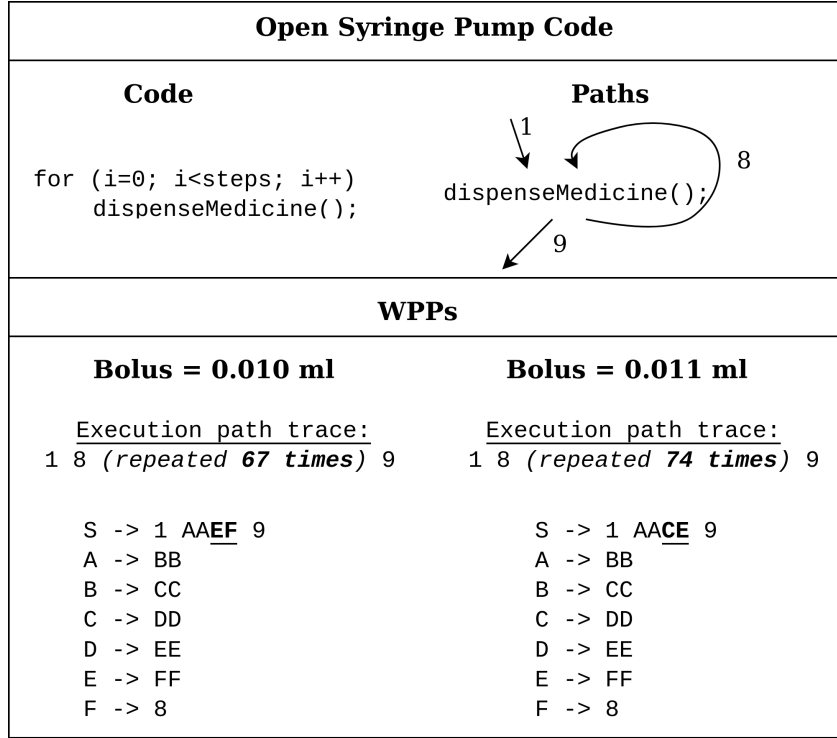 Open Syringe Pump Code
Code
for (i=0; i<steps; i++)
dispenseMedicine();
Paths
1
8
dispenseMedicine();
9
WPPs
Bolus = 0.010 ml
Execution path trace:
1 8 (repeated 67 times) 9
S -> 1 AAEF 9
A -> BB
B -> CC
C -> DD
D -> EE
E -> FF
F -> 8
Bolus = 0.011 ml
Execution path trace:
1 8 (repeated 74 times) 9
S -> 1 AACE 9
A -> BB
B -> CC
C -> DD
D -> EE
E -> FF
F -> 8